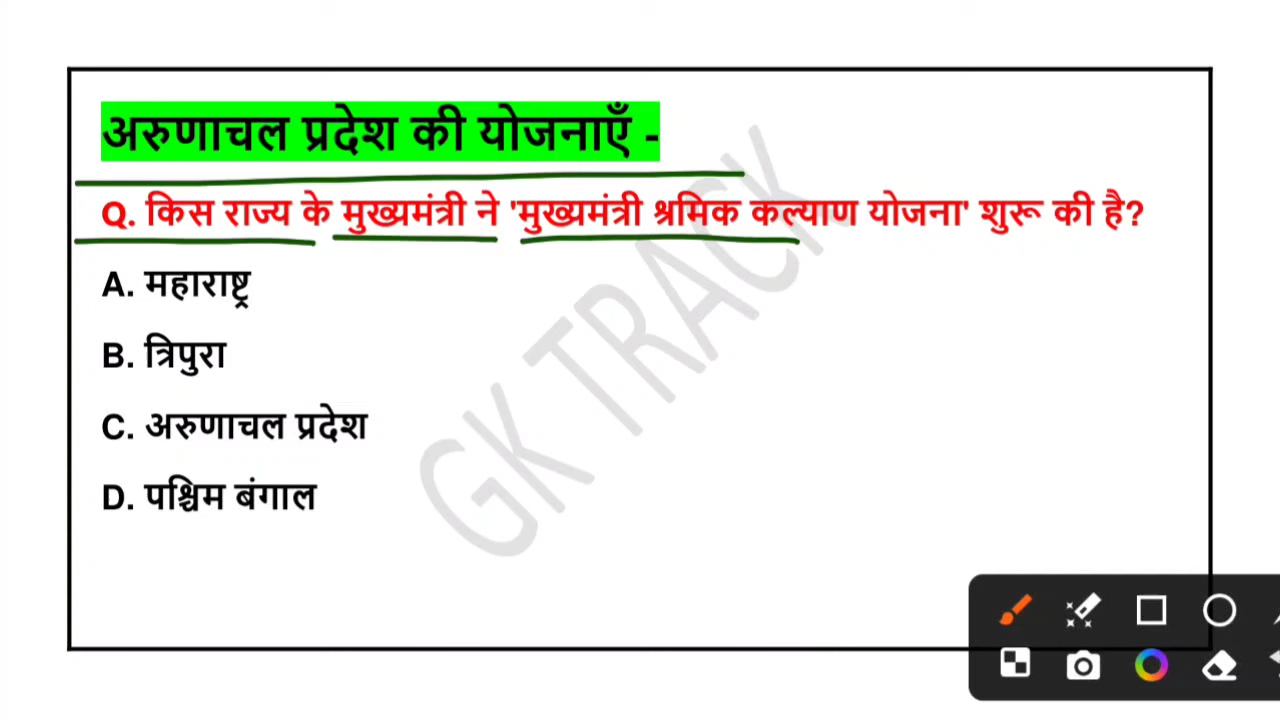 अरुणाचल प्रदेश की योजनाएँ -
Q. किस राज्य के मुख्यमंत्री ने 'मुख्यमंत्री श्रमिक कल्याण योजना' शुरू की है?
A. महाराष्ट्र
B. त्रिपुरा
C. अरुणाचल प्रदेश
D. पश्चिम बंगाल
GK TRACK